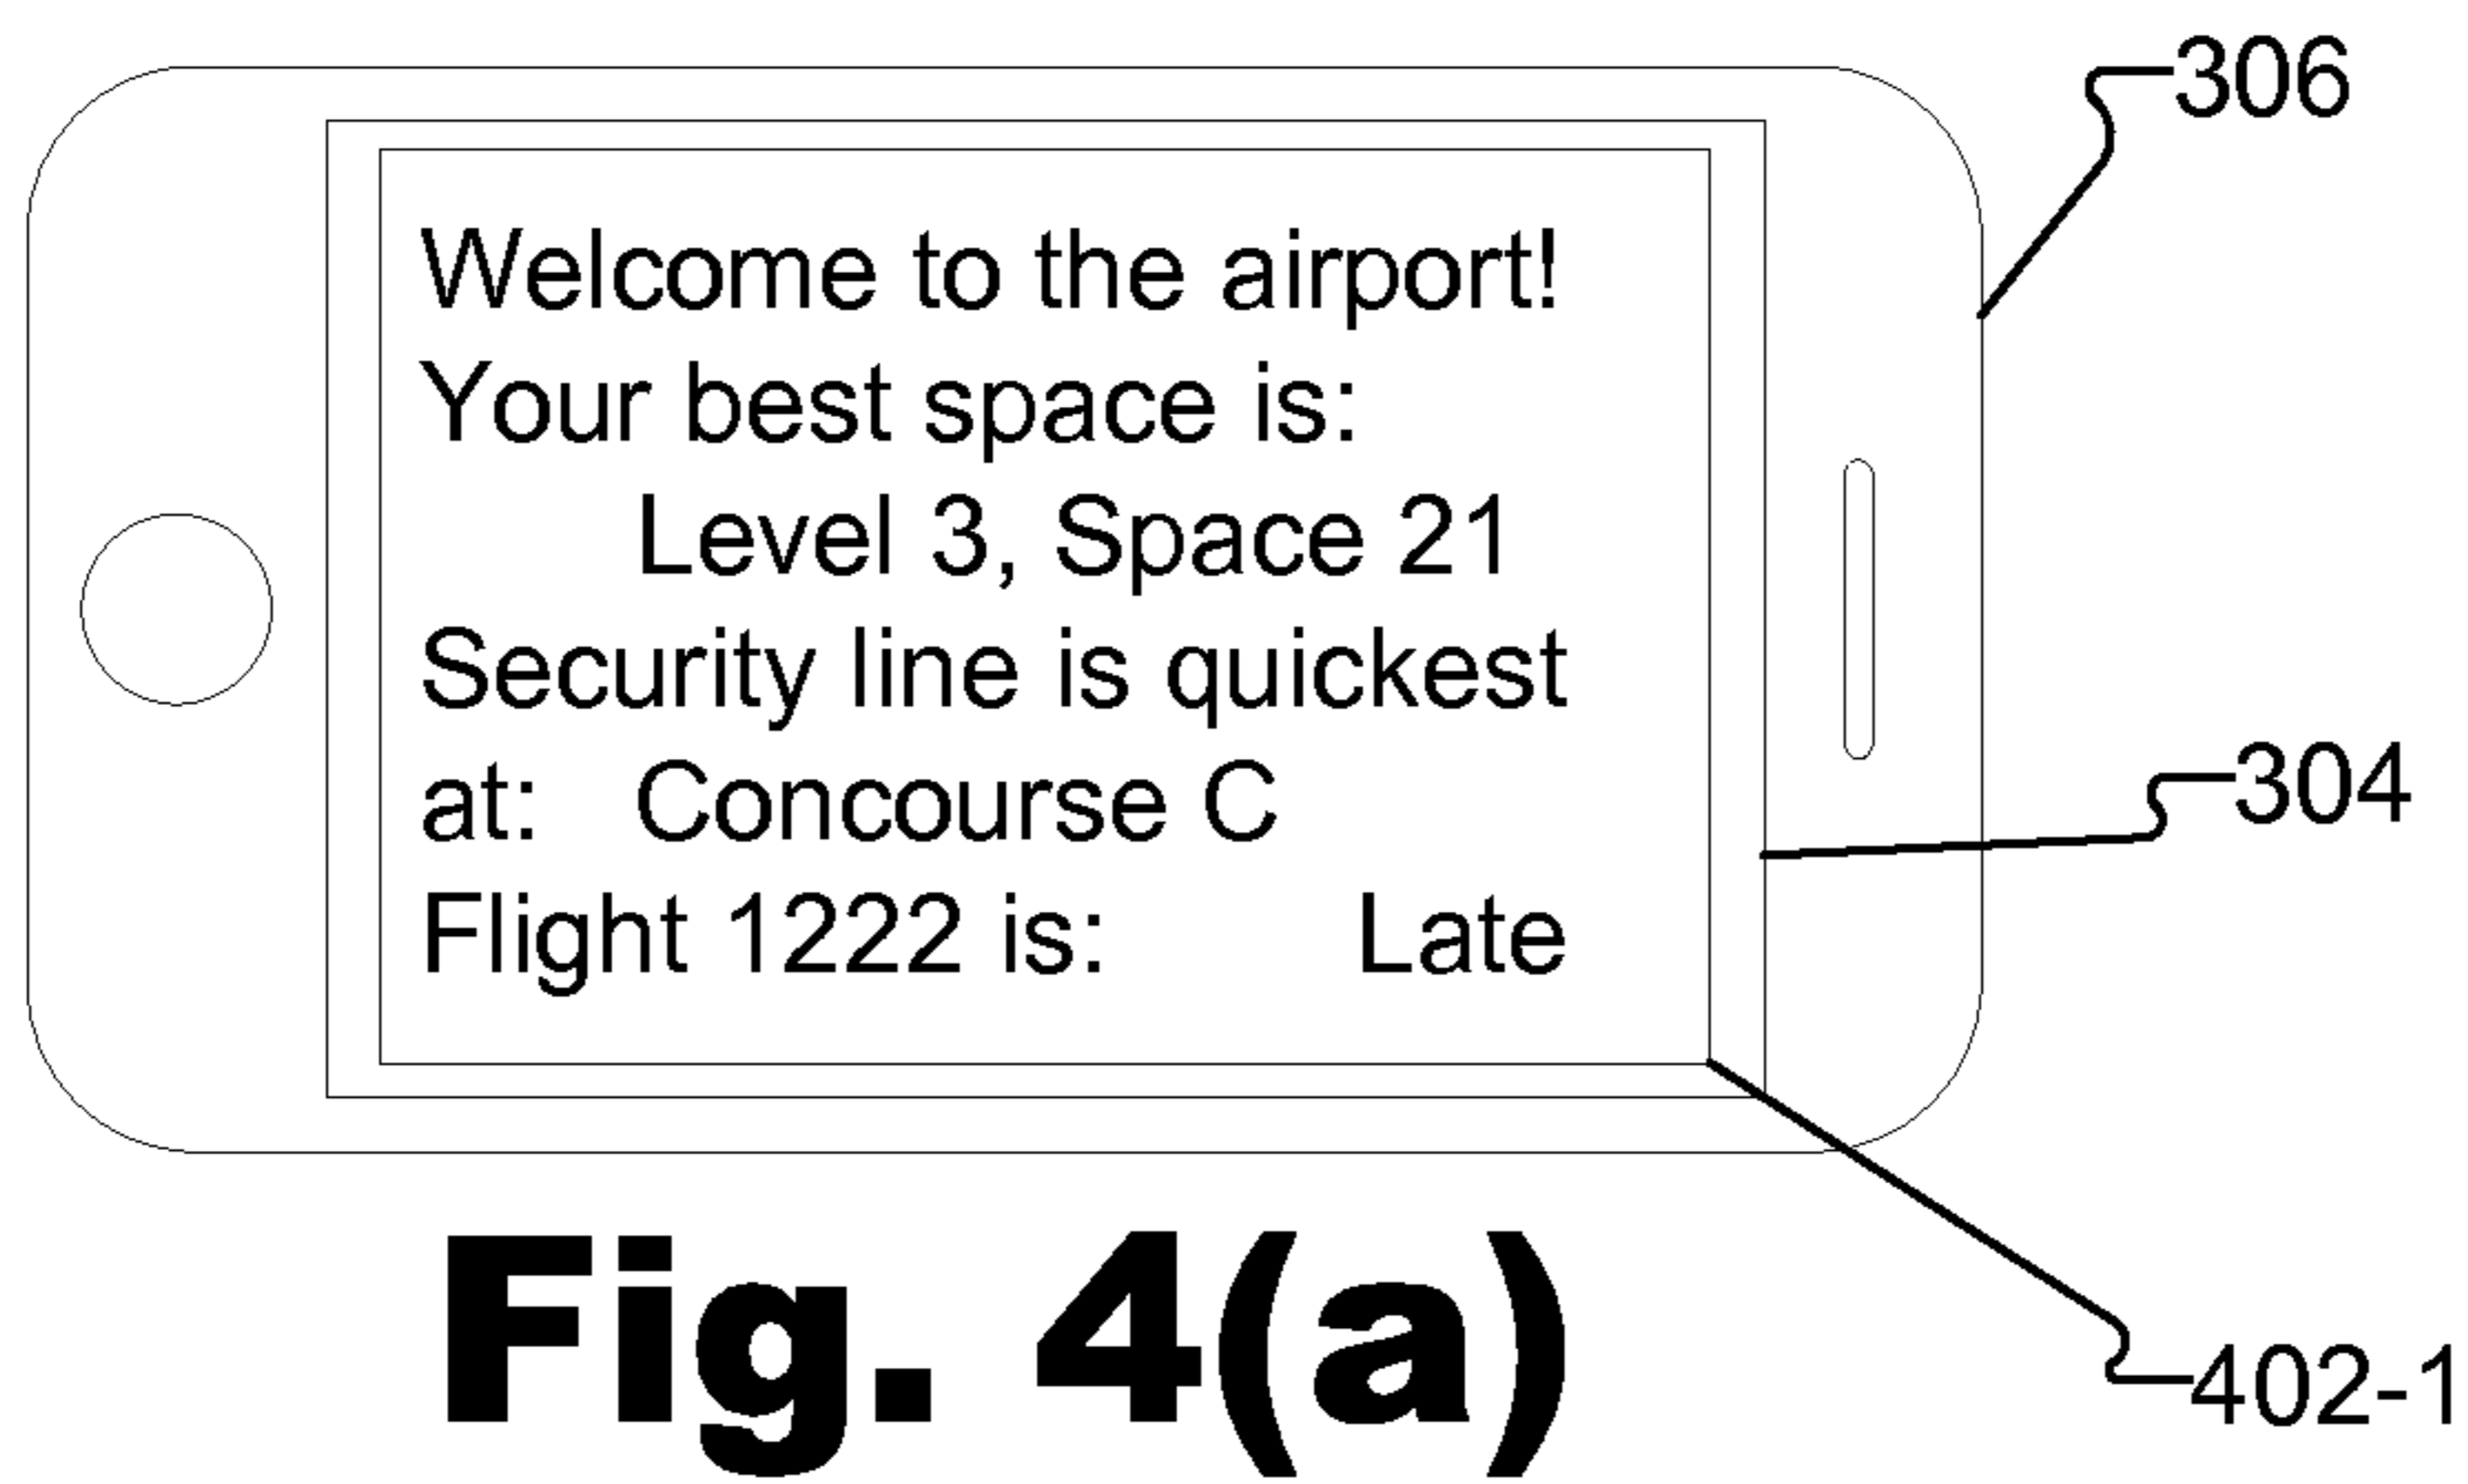 306
Welcome to the airport!
Your best space is:
Level 3, Space 21
Security line is quickest
at: Concourse C
304
Flight 1222 is: Late
Fig. 4(a)
402-1